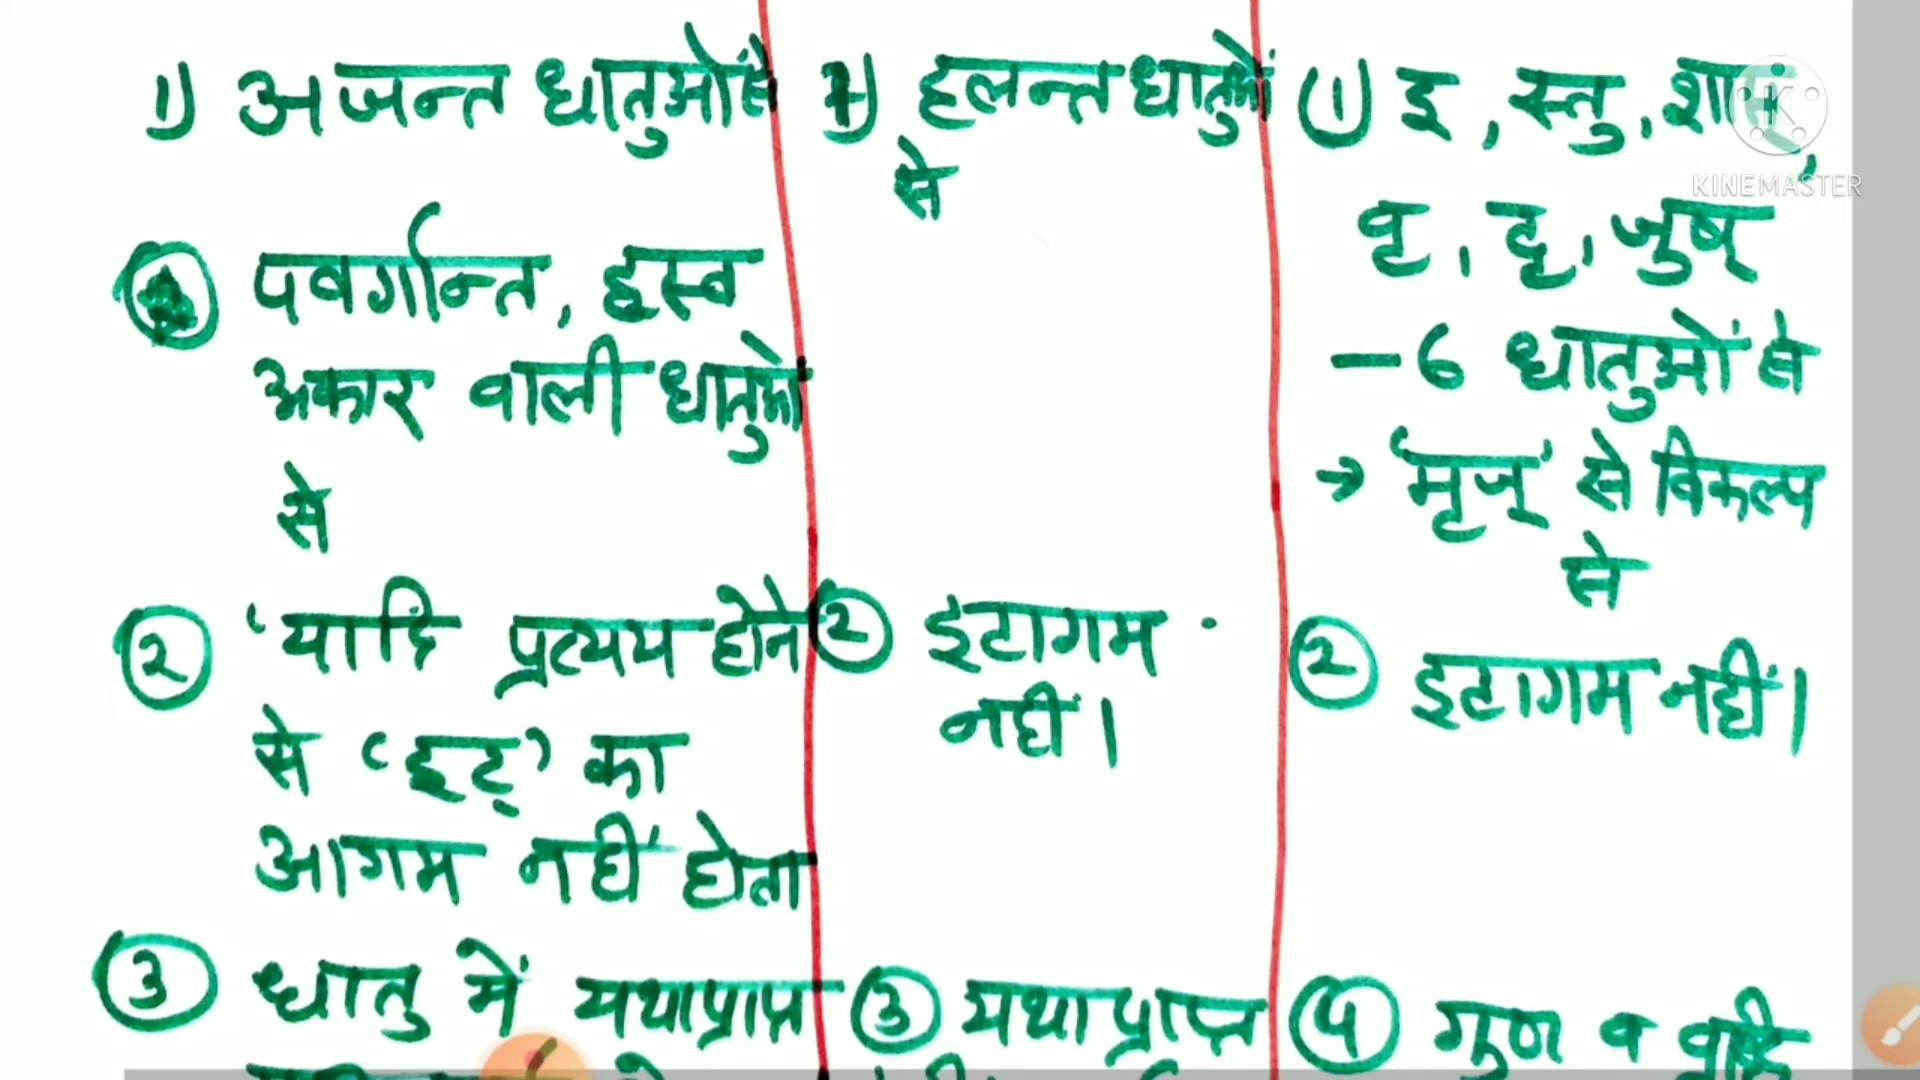 1) अजन्त धातुओं से
पवर्गान्त, ह्रस्व
अकार वाली धातुओं
से
2 'यादि प्रत्यय होने
से 'इट्' का
आगम नहीं होता
3 धातु में यथाप्राप्त
1) हलन्त धातुओं
से
2 इटागम
नहीं।
3 यथाप्राप्त
(1) इ, स्तु, शास्,
वृ, दृ, जुष्
- 6 धातुओं से
→ 'मृज्' से विकल्प
से
2 इटागम नहीं।
4 गुण व वृद्धि
KINEMASTER